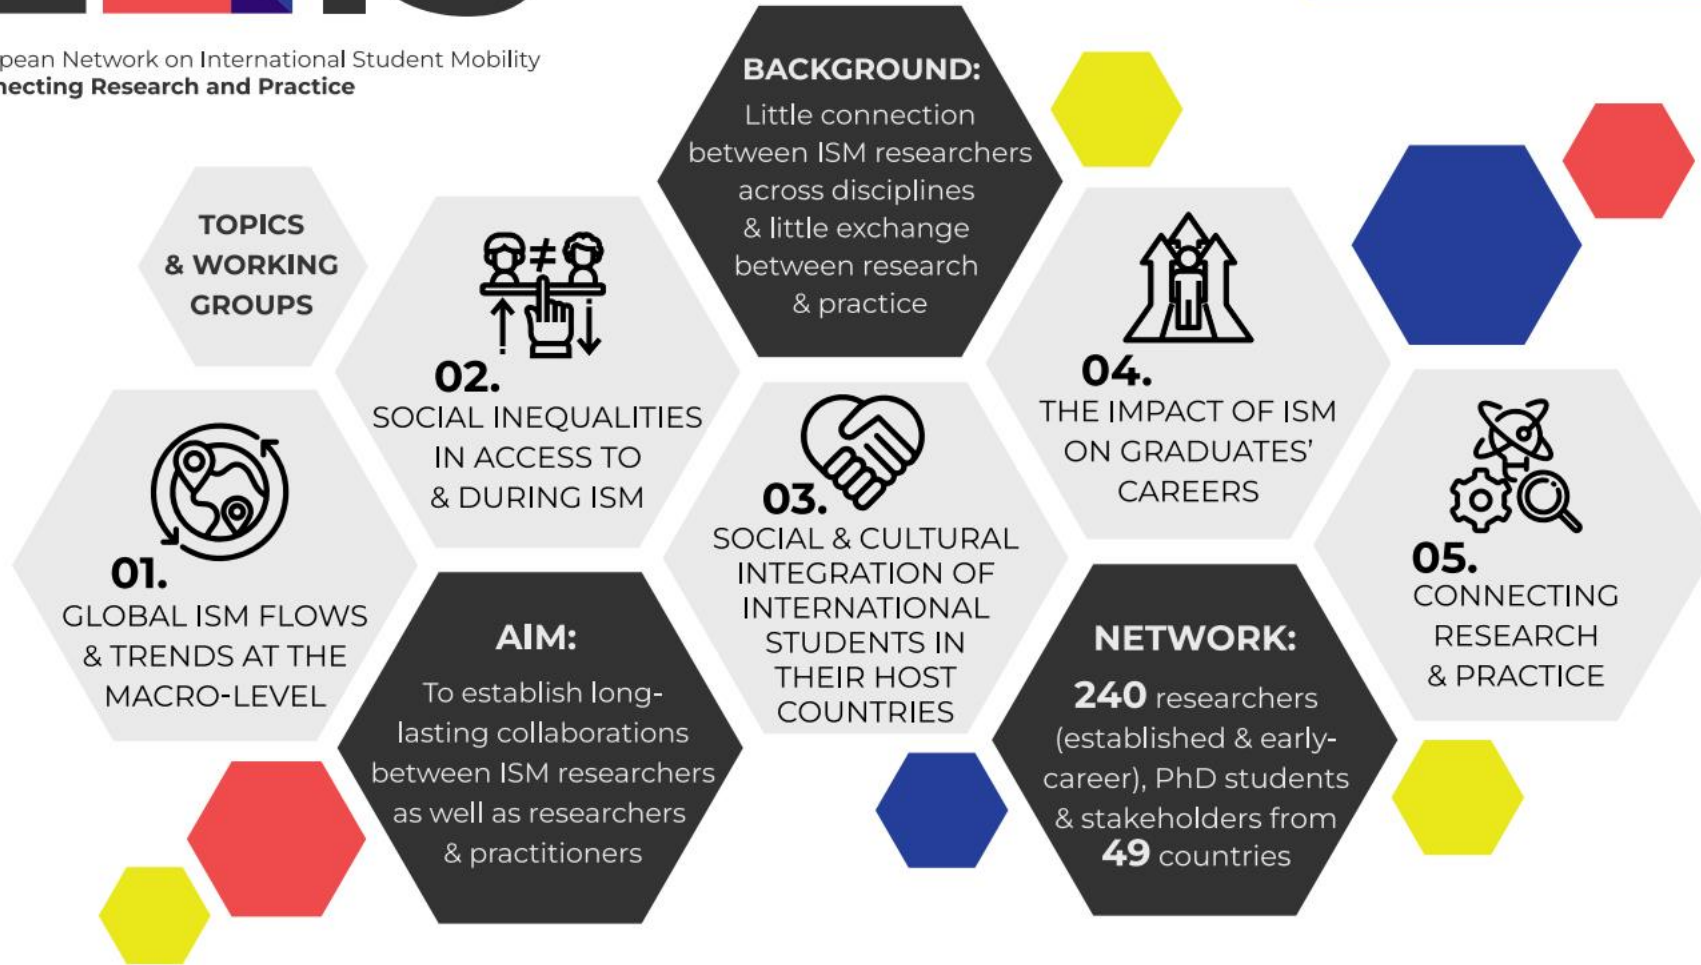 pean Network on International Student Mobility
necting Research and Practice
BACKGROUND:
Little connection
between ISM researchers
across disciplines
& little exchange
between research
& practice
TOPICS
& WORKING
GROUPS
01.
GLOBAL ISM FLOWS
& TRENDS AT THE
MACRO-LEVEL
02.
SOCIAL INEQUALITIES
IN ACCESS TO
& DURING ISM
03.
SOCIAL & CULTURAL
INTEGRATION OF
INTERNATIONAL
STUDENTS IN
THEIR HOST
COUNTRIES
04.
THE IMPACT OF ISM
ON GRADUATES'
CAREERS
05.
CONNECTING
RESEARCH
& PRACTICE
AIM:
To establish long-
lasting collaborations
between ISM researchers
as well as researchers
& practitioners
NETWORK:
240 researchers
(established & early-
career), PhD students
& stakeholders from
49 countries